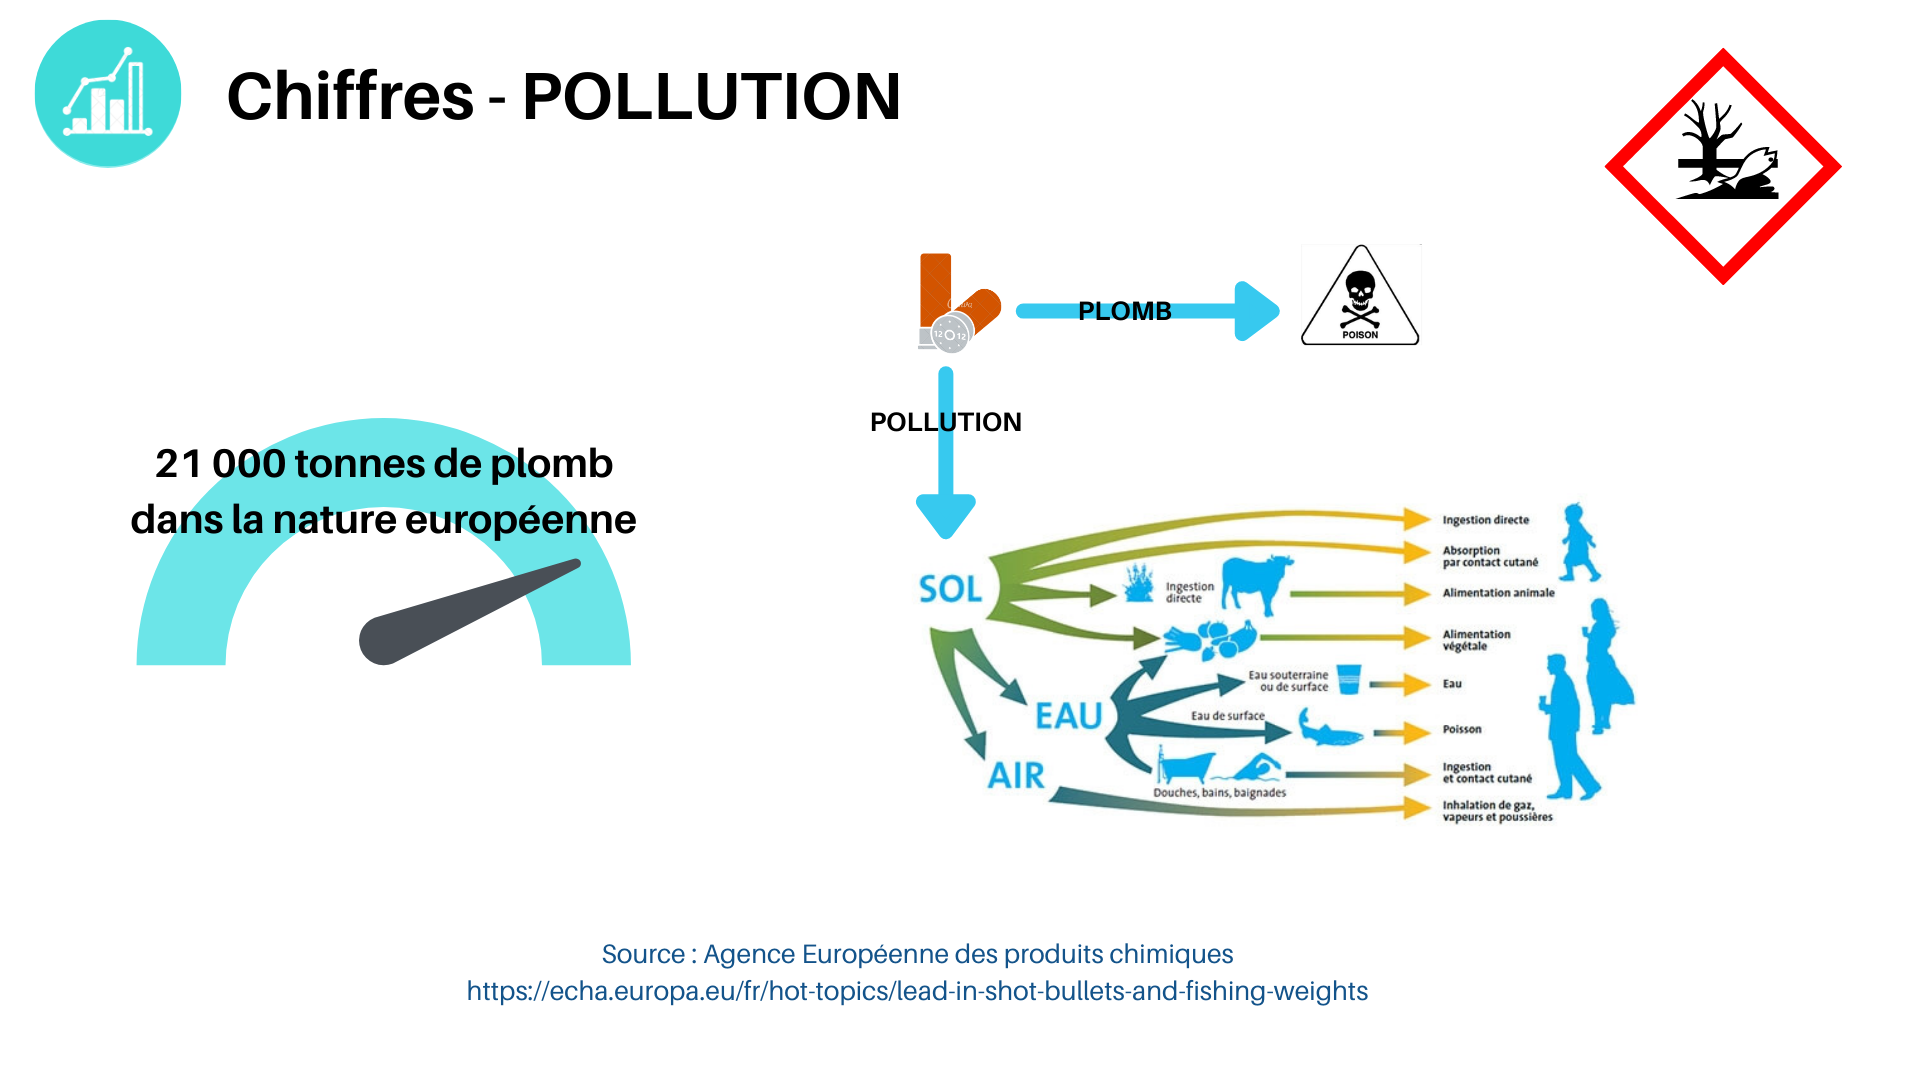 Chiffres - POLLUTION
PLOMB
POISON
12
12
POLLUTION
21 000 tonnes de plomb
dans la nature européenne
SOL
Ingestion
directe
Ingestion directe
Absorption
par contact cutané
Alimentation animale
Alimentation
végétale
EAU
Eau souterraine
ou de surface
Eau
Eau de surface
Poisson
AIR
Douches, bains, baignades
Ingestion
et contact cutané
Inhalation de gaz,
vapeurs et poussières
Source : Agence Européenne des produits chimiques
https://echa.europa.eu/fr/hot-topics/lead-in-shot-bullets-and-fishing-weights